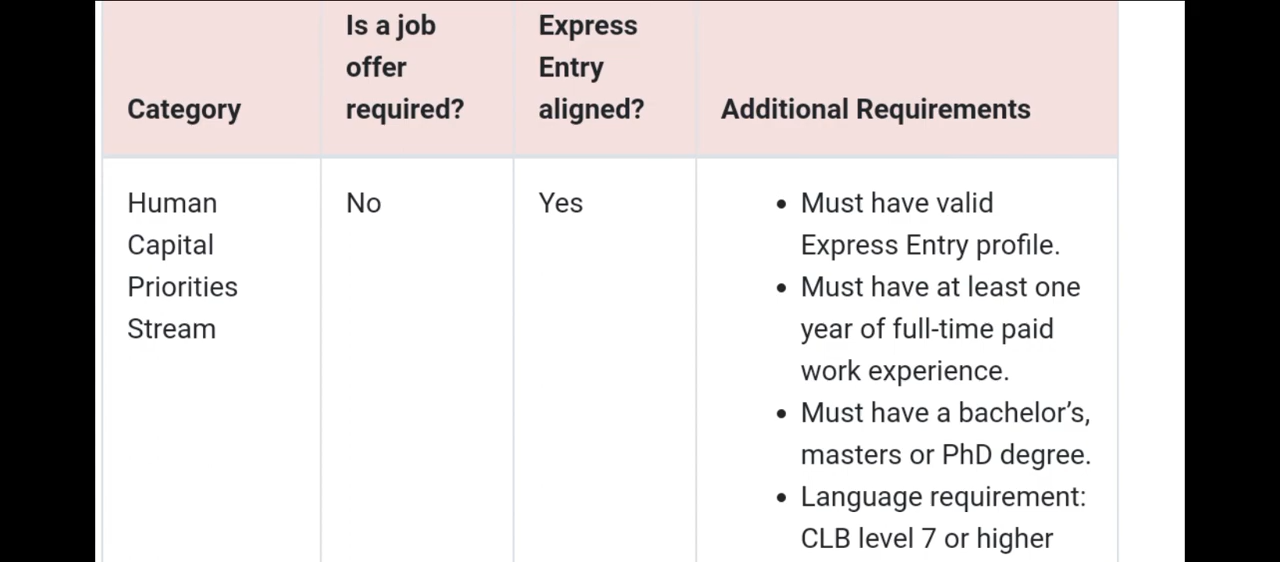 Category
Is a job
offer
required?
Express
Entry
aligned?
Additional Requirements
Human
Capital
Priorities
Stream
No
Yes
• Must have valid
Express Entry profile.
• Must have at least one
year of full-time paid
work experience.
• Must have a bachelor’s,
masters or PhD degree.
• Language requirement:
CLB level 7 or higher